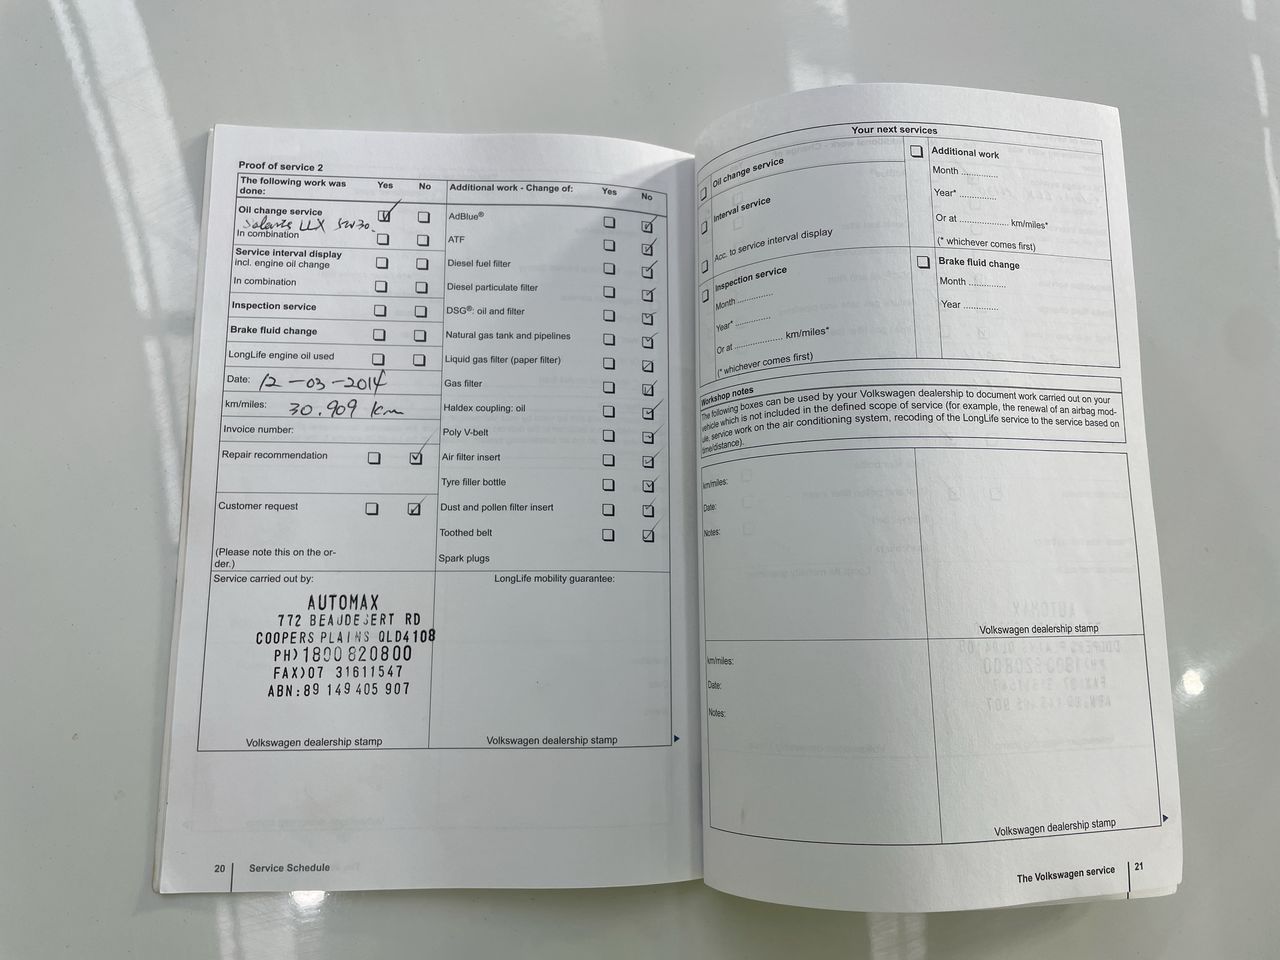 Proof of service 2
The following work was done: Yes No
Oil change service
LLX 5W30.
In combination
Service interval display
incl. engine oil change
In combination
Inspection service
Brake fluid change
LongLife engine oil used
Date: 12-03-2014
km/miles: 30.909 km
Invoice number:
Repair recommendation
Customer request
(Please note this on the or-
der.)
Additional work - Change of: Yes No
AdBlue®
ATF
Diesel fuel filter
Diesel particulate filter
DSG®: oil and filter
Natural gas tank and pipelines
Liquid gas filter (paper filter)
Gas filter
Haldex coupling: oil
Poly V-belt
Air filter insert
Tyre filler bottle
Dust and pollen filter insert
Toothed belt
Spark plugs
Service carried out by:
AUTOMAX
772 BEAUDESERT RD
COOPERS PLAINS QLD4108
PH)1800 820800
FAX)07 31611547
ABN:89 149 405 907
Volkswagen dealership stamp
LongLife mobility guarantee:
Volkswagen dealership stamp
20 Service Schedule
Your next services
Oil change service
Interval service
Acc. to service interval display
Inspection service
Month ..............
Year* ..............
Or at .................... km/miles*
(* whichever comes first)
Additional work
Month ..............
Year* ..............
Or at .................... km/miles*
(* whichever comes first)
Brake fluid change
Month ..............
Year ..............
Workshop notes
The following boxes can be used by your Volkswagen dealership to document work carried out on your
vehicle which is not included in the defined scope of service (for example, the renewal of an airbag mod-
ule, service work on the air conditioning system, recoding of the LongLife service to the service based on
time/distance).
km/miles:
Date:
Notes:
Volkswagen dealership stamp
km/miles:
Date:
Notes:
Volkswagen dealership stamp
The Volkswagen service 21